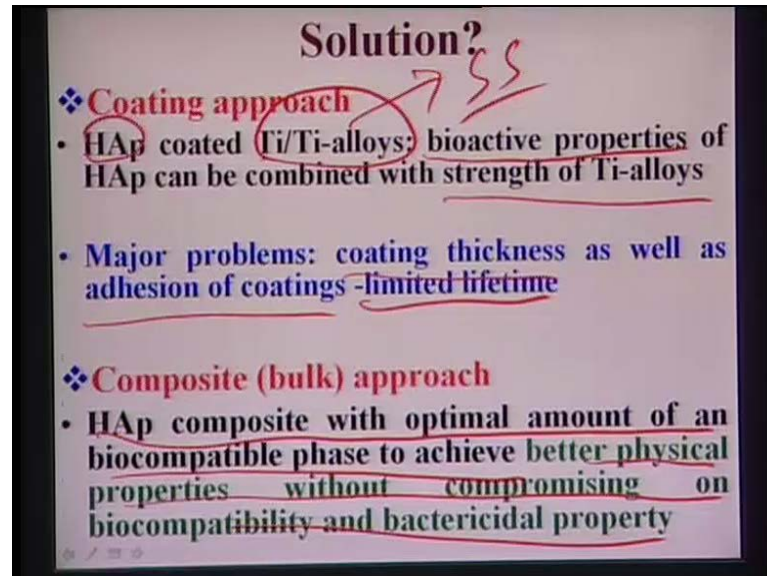 Solution?
SS
❖Coating approach
• HAp coated Ti/Ti-alloys; bioactive properties of
HAp can be combined with strength of Ti-alloys
• Major problems: coating thickness as well as
adhesion of coatings -limited lifetime
❖Composite (bulk) approach
• HAp composite with optimal amount of an
biocompatible phase to achieve better physical
properties without compromising on
biocompatibility and bactericidal property